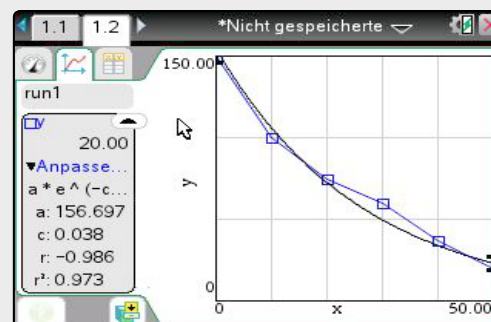 1.1 1.2 *Nicht gespeicherte
run1
y
20.00
▼Anpasse...
a * e ^ (-c...
a: 156.697
c: 0.038
r: -0.986
r²: 0.973
150.00
y
0
0 x 50.00